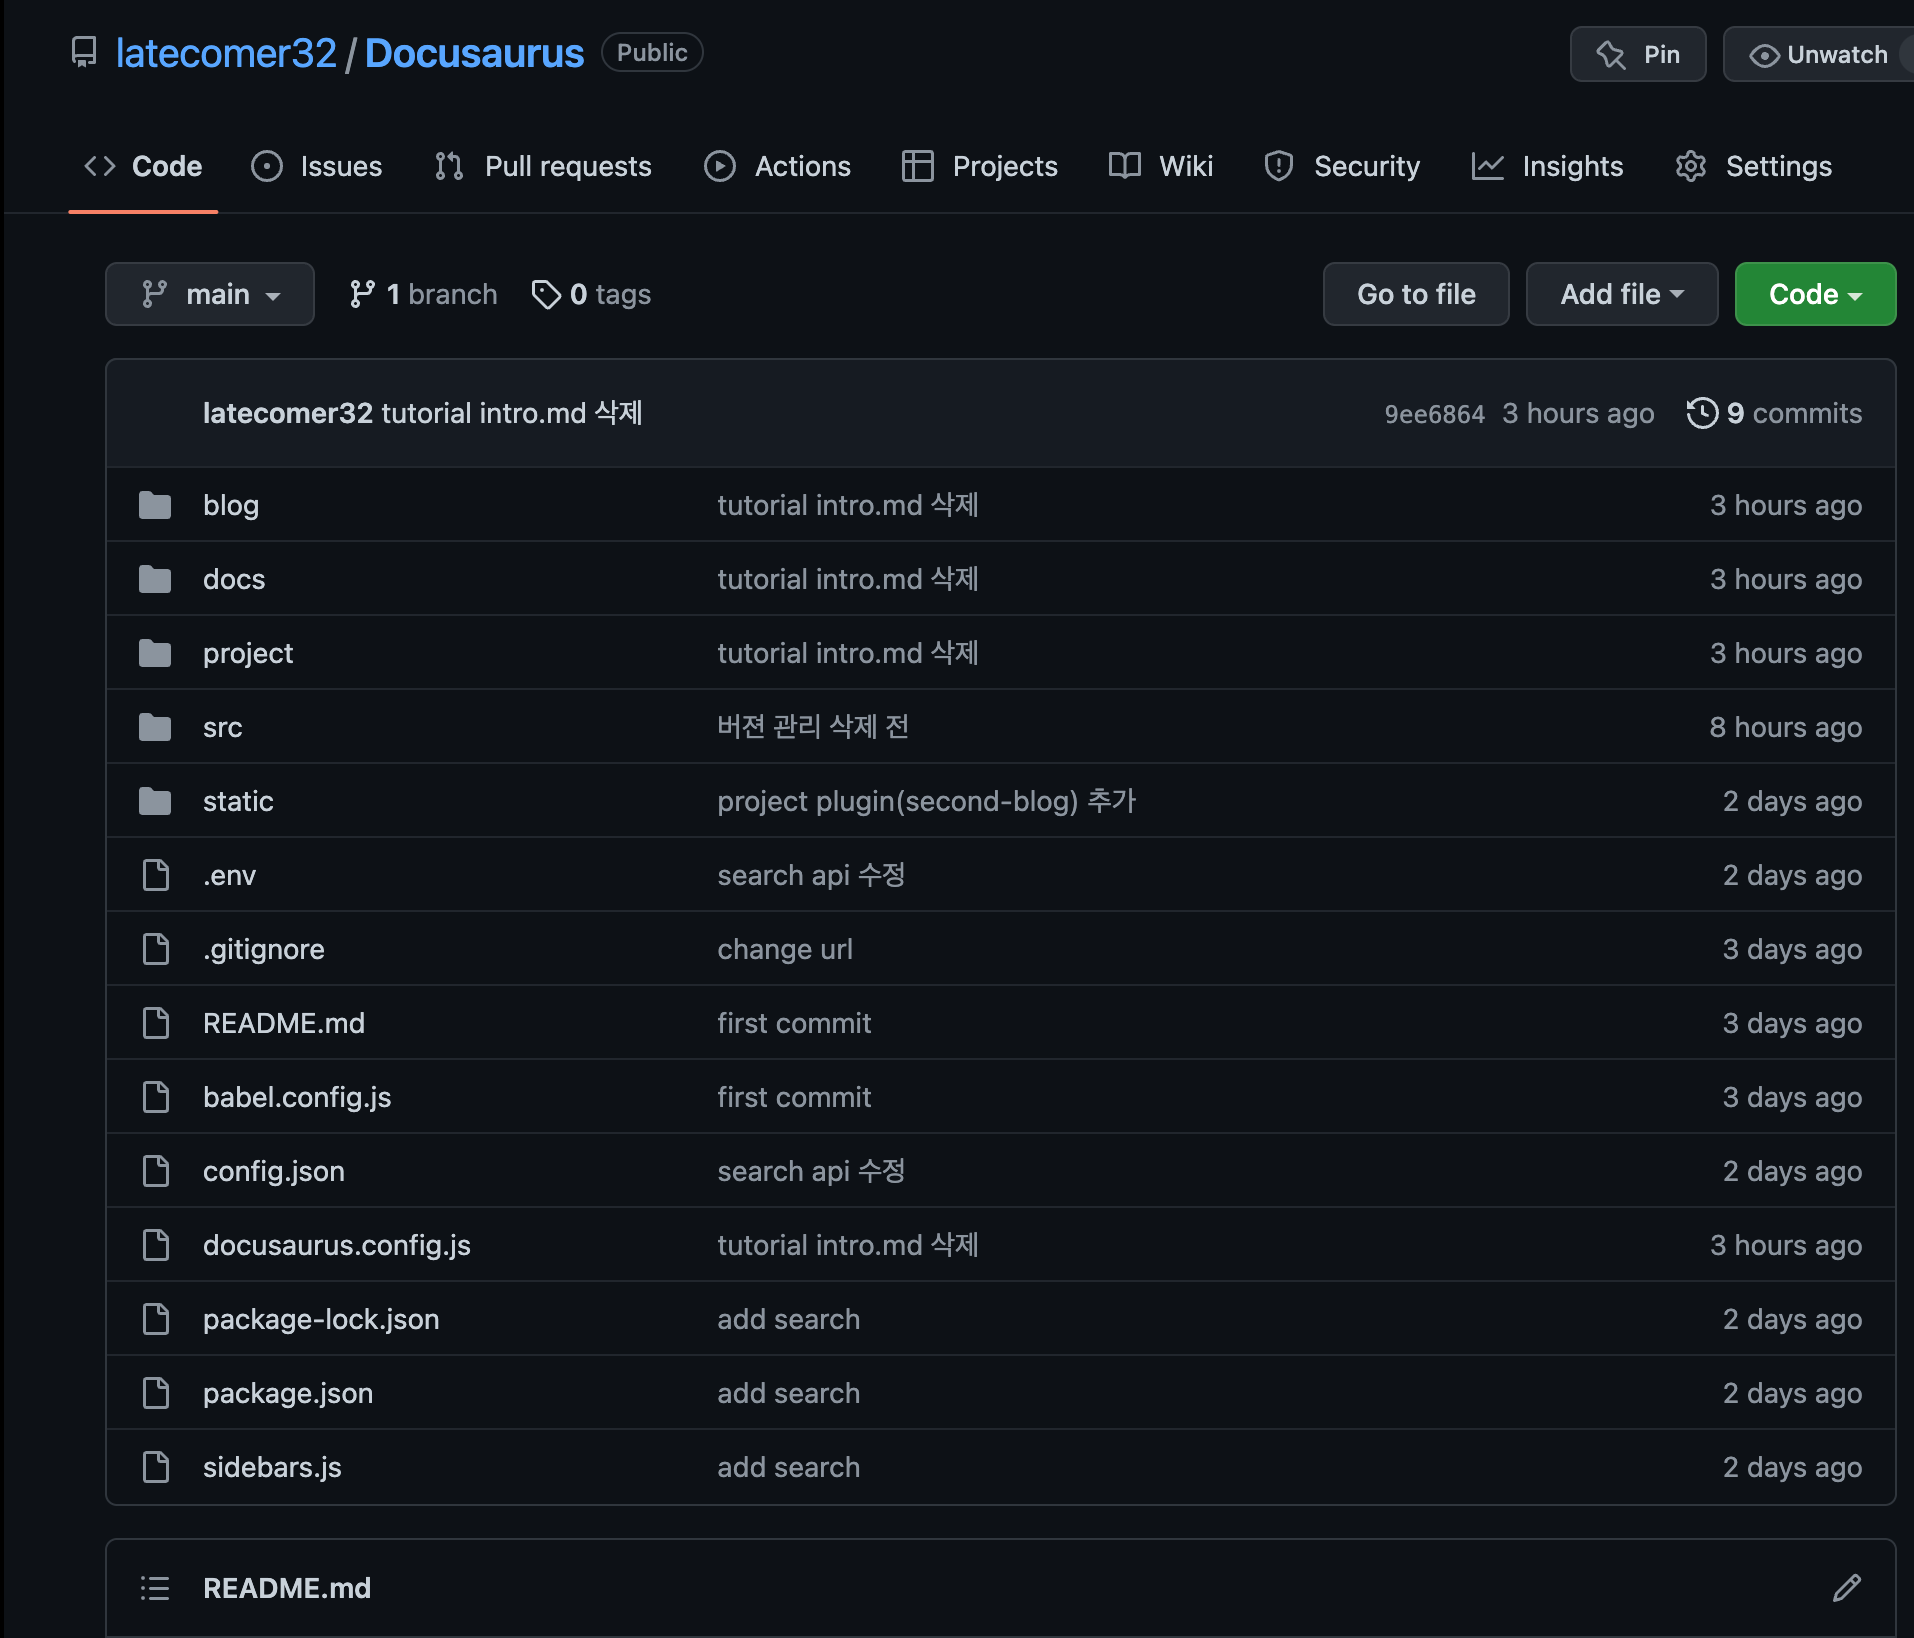 latecomer32 / Docusaurus Public Pin Unwatch
Code Issues Pull requests Actions Projects Wiki Security Insights Settings
main 1 branch 0 tags Go to file Add file Code
latecomer32 tutorial intro.md 삭제 9ee6864 3 hours ago 9 commits
blog tutorial intro.md 삭제 3 hours ago
docs tutorial intro.md 삭제 3 hours ago
project tutorial intro.md 삭제 3 hours ago
src 버젼 관리 삭제 전 8 hours ago
static project plugin(second-blog) 추가 2 days ago
.env search api 수정 2 days ago
.gitignore change url 3 days ago
README.md first commit 3 days ago
babel.config.js first commit 3 days ago
config.json search api 수정 2 days ago
docusaurus.config.js tutorial intro.md 삭제 3 hours ago
package-lock.json add search 2 days ago
package.json add search 2 days ago
sidebars.js add search 2 days ago
README.md